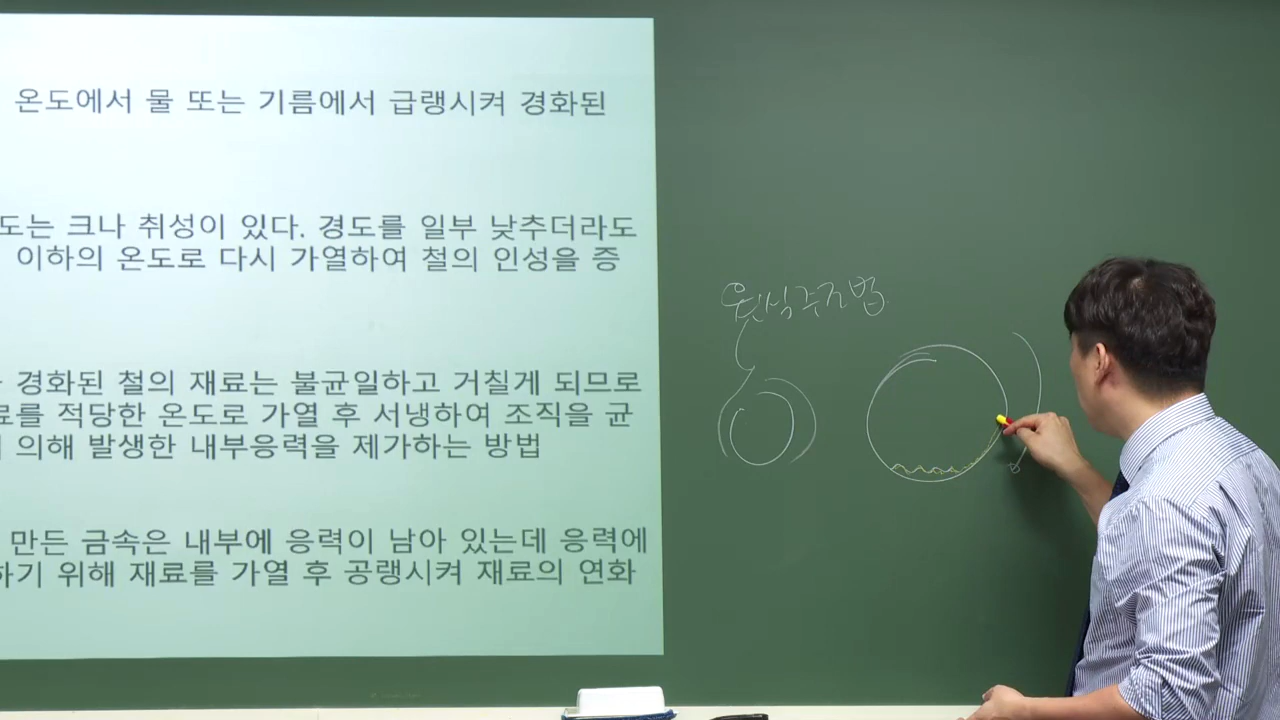 온도에서 물 또는 기름에서 급랭시켜 경화된
도는 크나 취성이 있다. 경도를 일부 낮추더라도
이하의 온도로 다시 가열하여 철의 인성을 증
경화된 철의 재료는 불균일하고 거칠게 되므로
료를 적당한 온도로 가열 후 서냉하여 조직을 균
의해 발생한 내부응력을 제가하는 방법
만든 금속은 내부에 응력이 남아 있는데 응력에
하기 위해 재료를 가열 후 공랭시켜 재료의 연화
원심주조법